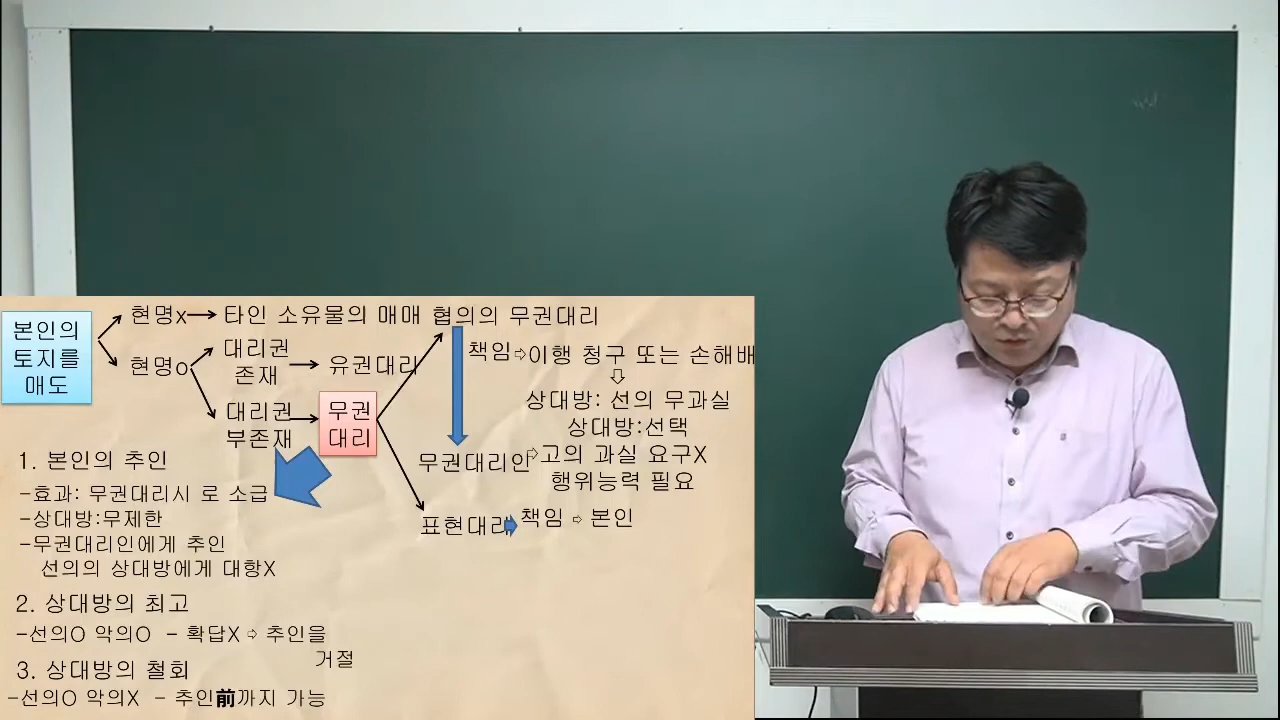 본인의
토지를
매도
현명x
타인 소유물의 매매
현명o
대리권
존재
유권대리
대리권
부존재
무권
대리
협의의 무권대리
책임⇨이행 청구 또는 손해배
상대방: 선의 무과실
상대방:선택
무권대리인⇨고의 과실 요구X
행위능력 필요
표현대리
책임 ⇨ 본인
1. 본인의 추인
-효과: 무권대리시 로 소급
-상대방:무제한
-무권대리인에게 추인
선의의 상대방에게 대항X
2. 상대방의 최고
-선의O 악의O - 확답X ⇨ 추인을
거절
3. 상대방의 철회
-선의O 악의X - 추인前까지 가능